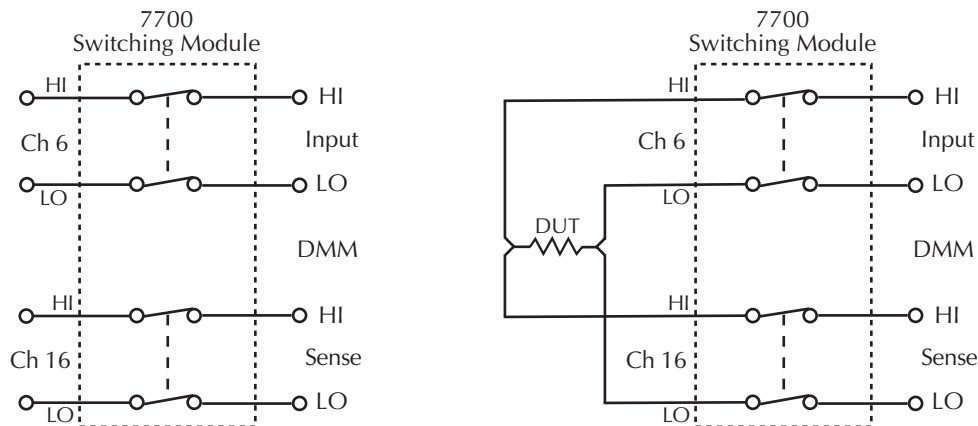 7700
Switching Module
HI
HI
Ch 6
Input
LO
LO
DMM
HI
HI
Ch 16
Sense
LO
LO
7700
Switching Module
HI
HI
Ch 6
Input
LO
LO
DUT
DMM
HI
HI
Ch 16
Sense
LO
LO